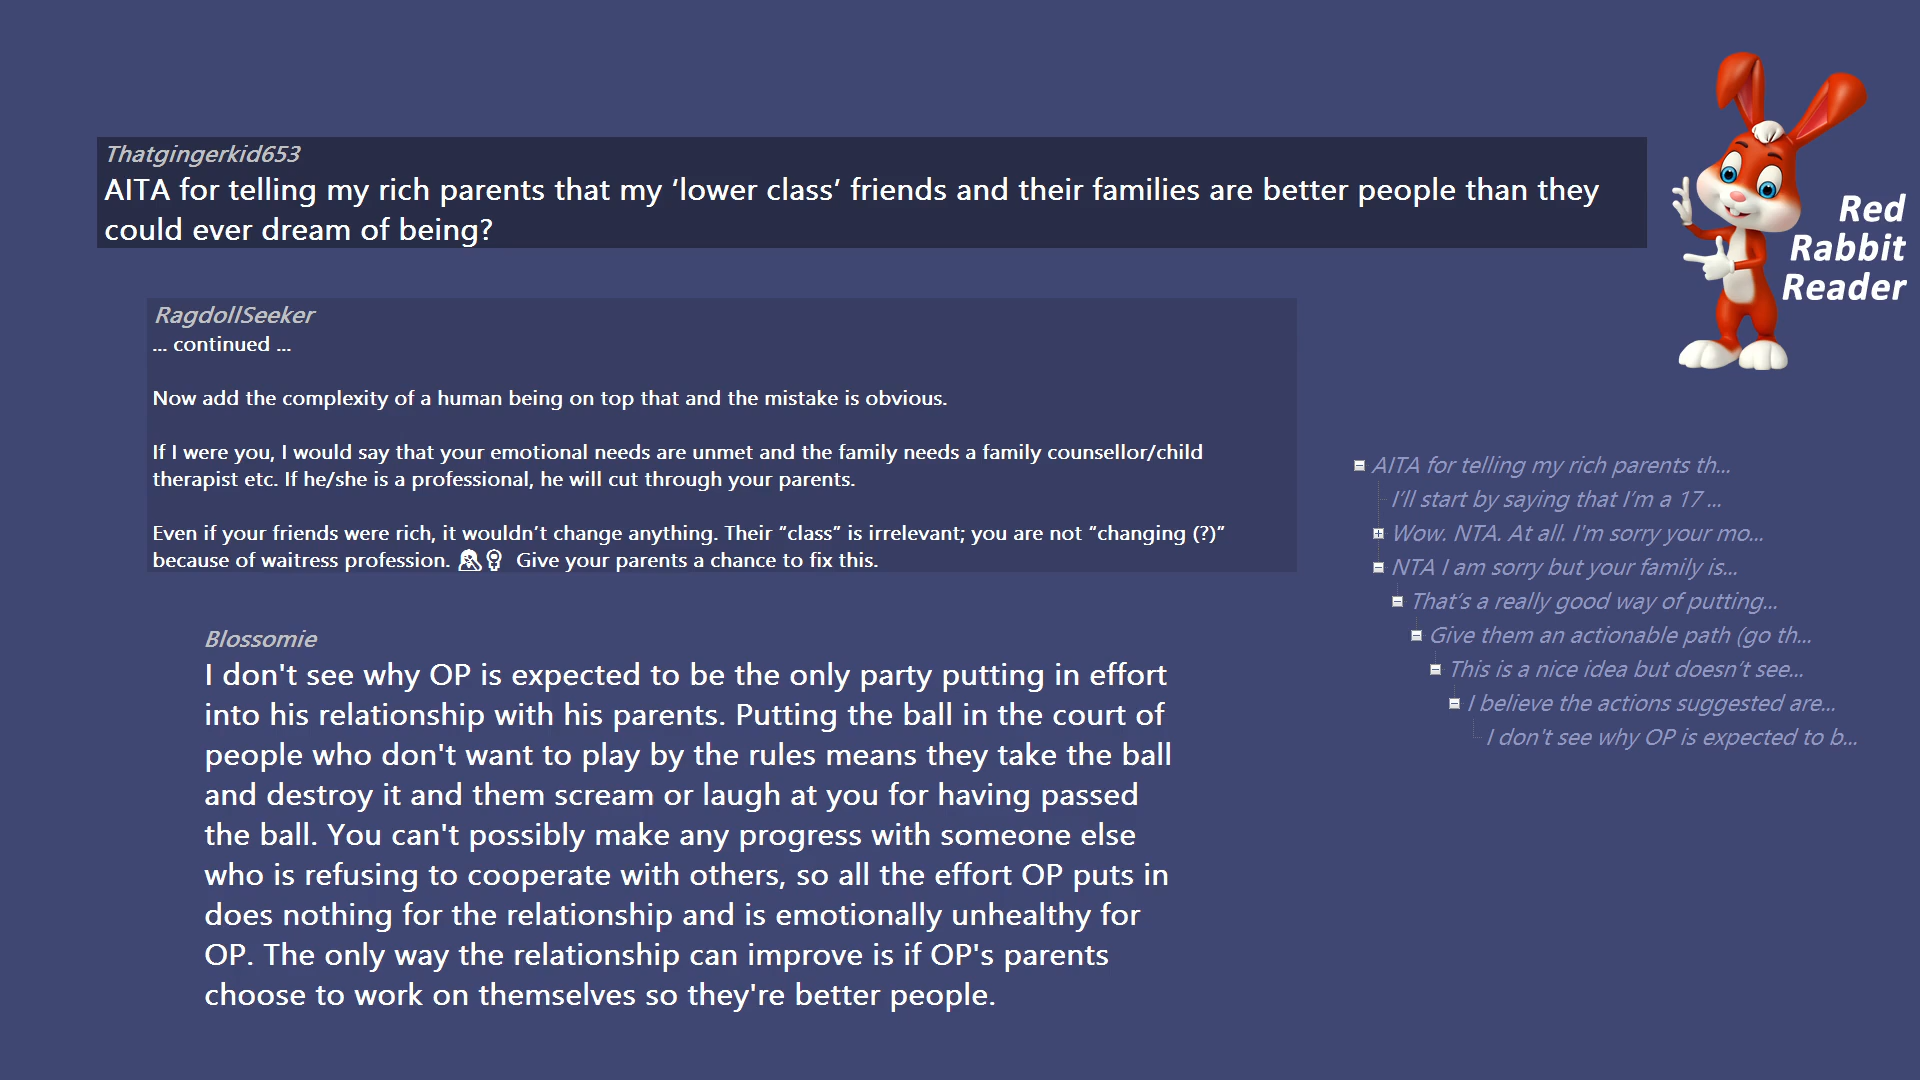 Thatgingerkid653
AITA for telling my rich parents that my ‘lower class’ friends and their families are better people than they
could ever dream of being?
RagdollSeeker
... continued ...
Now add the complexity of a human being on top that and the mistake is obvious.
If I were you, I would say that your emotional needs are unmet and the family needs a family counsellor/child
therapist etc. If he/she is a professional, he will cut through your parents.
Even if your friends were rich, it wouldn’t change anything. Their “class” is irrelevant; you are not “changing (?)”
because of waitress profession. Give your parents a chance to fix this.
Blossomie
I don't see why OP is expected to be the only party putting in effort
into his relationship with his parents. Putting the ball in the court of
people who don't want to play by the rules means they take the ball
and destroy it and them scream or laugh at you for having passed
the ball. You can't possibly make any progress with someone else
who is refusing to cooperate with others, so all the effort OP puts in
does nothing for the relationship and is emotionally unhealthy for
OP. The only way the relationship can improve is if OP's parents
choose to work on themselves so they're better people.
Red
Rabbit
Reader
AITA for telling my rich parents th...
I’ll start by saying that I’m a 17 ...
Wow. NTA. At all. I'm sorry your mo...
NTA I am sorry but your family is...
That’s a really good way of putting...
Give them an actionable path (go th...
This is a nice idea but doesn’t see...
I believe the actions suggested are...
I don't see why OP is expected to b...